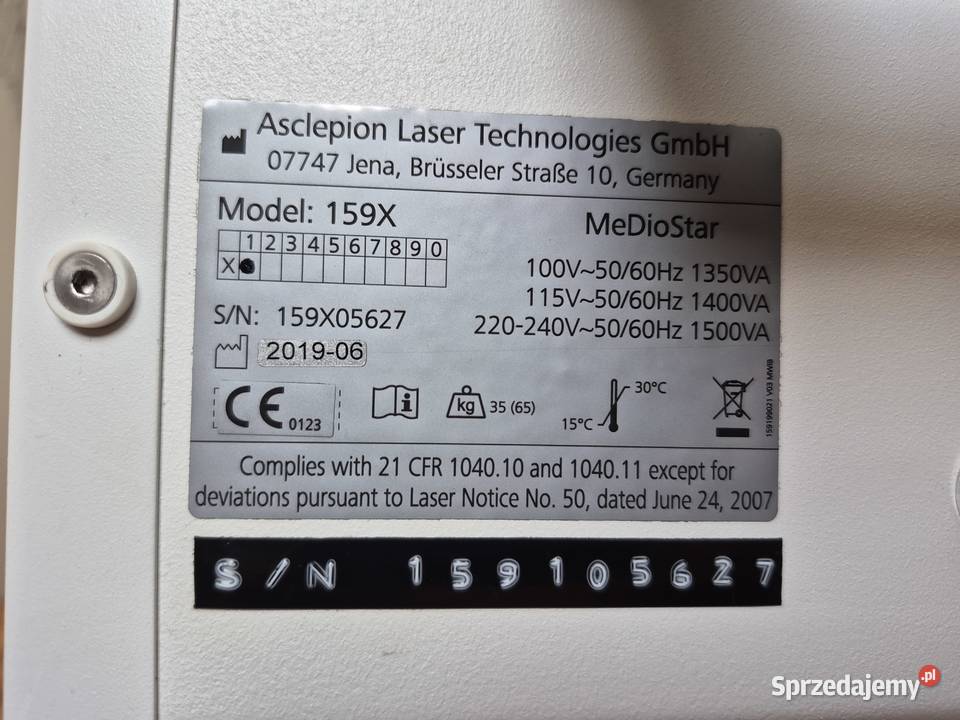 Asclepion Laser Technologies GmbH
07747 Jena, Brüsseler Straße 10, Germany
Model: 159X
1 2 3 4 5 6 7 8 9 0
X
MeDioStar
100V~50/60Hz 1350VA
115V~50/60Hz 1400VA
220-240V~50/60Hz 1500VA
S/N: 159X05627
2019-06
CE 0123
i
kg 35 (65)
15°C 30°C
159199021 V03 MWB
Complies with 21 CFR 1040.10 and 1040.11 except for
deviations pursuant to Laser Notice No. 50, dated June 24, 2007
S/N 159105627
Sprzedajemy.pl